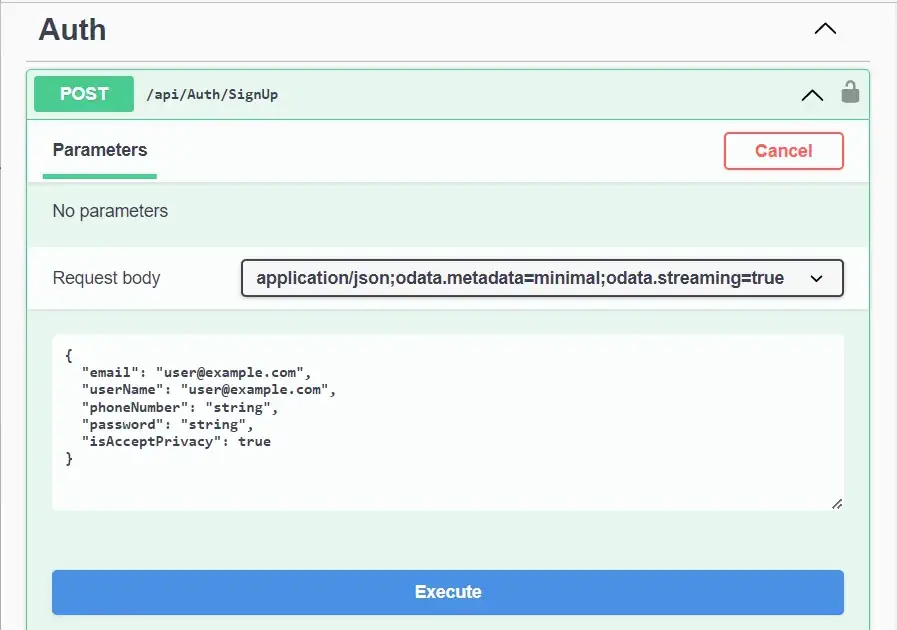 Auth
POST /api/Auth/SignUp
Parameters Cancel
No parameters
Request body application/json;odata.metadata=minimal;odata.streaming=true
{
"email": "user@example.com",
"userName": "user@example.com",
"phoneNumber": "string",
"password": "string",
"isAcceptPrivacy": true
}
Execute